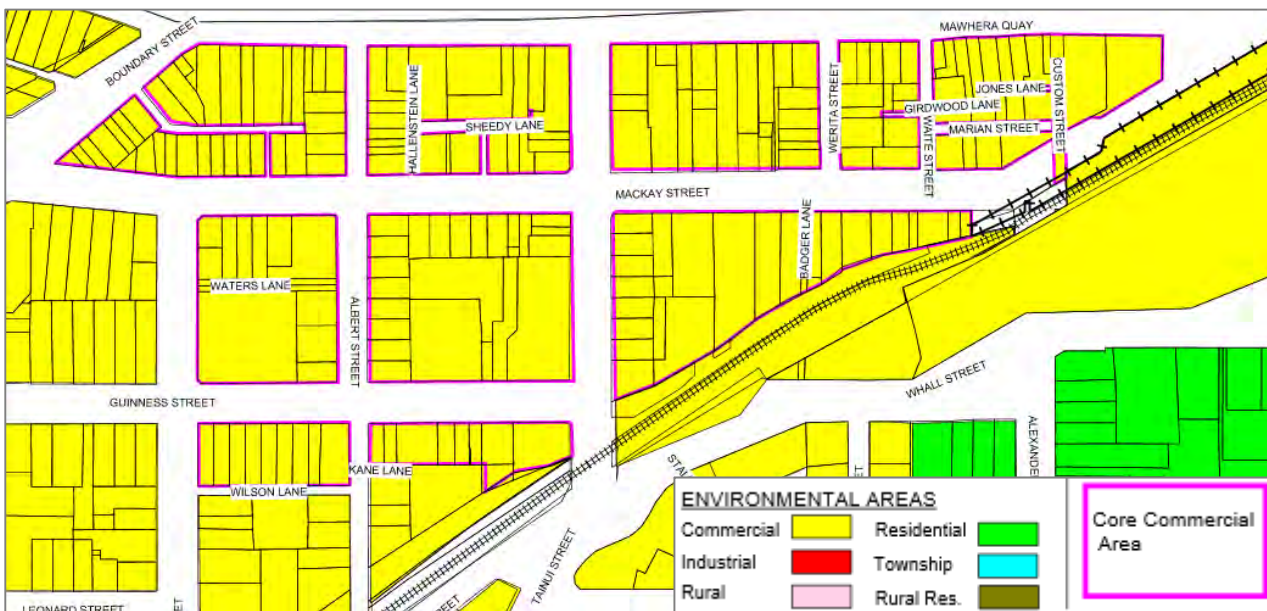 MAWHERA QUAY
BOUNDARY STREET
HALLENSTEIN LANE
SHEEDY LANE
WERITA STREET
JONES LANE
GIRDWOOD LANE
CUSTOM STREET
MARIAN STREET
WAITE STREET
MACKAY STREET
BADGER LANE
WATERS LANE
ALBERT STREET
WHALL STREET
GUINNESS STREET
KANE LANE
WILSON LANE
TAINUI STREET
LEONARD STREET
ENVIRONMENTAL AREAS
Commercial
Residential
Industrial
Township
Rural
Rural Res.
Core Commercial
Area